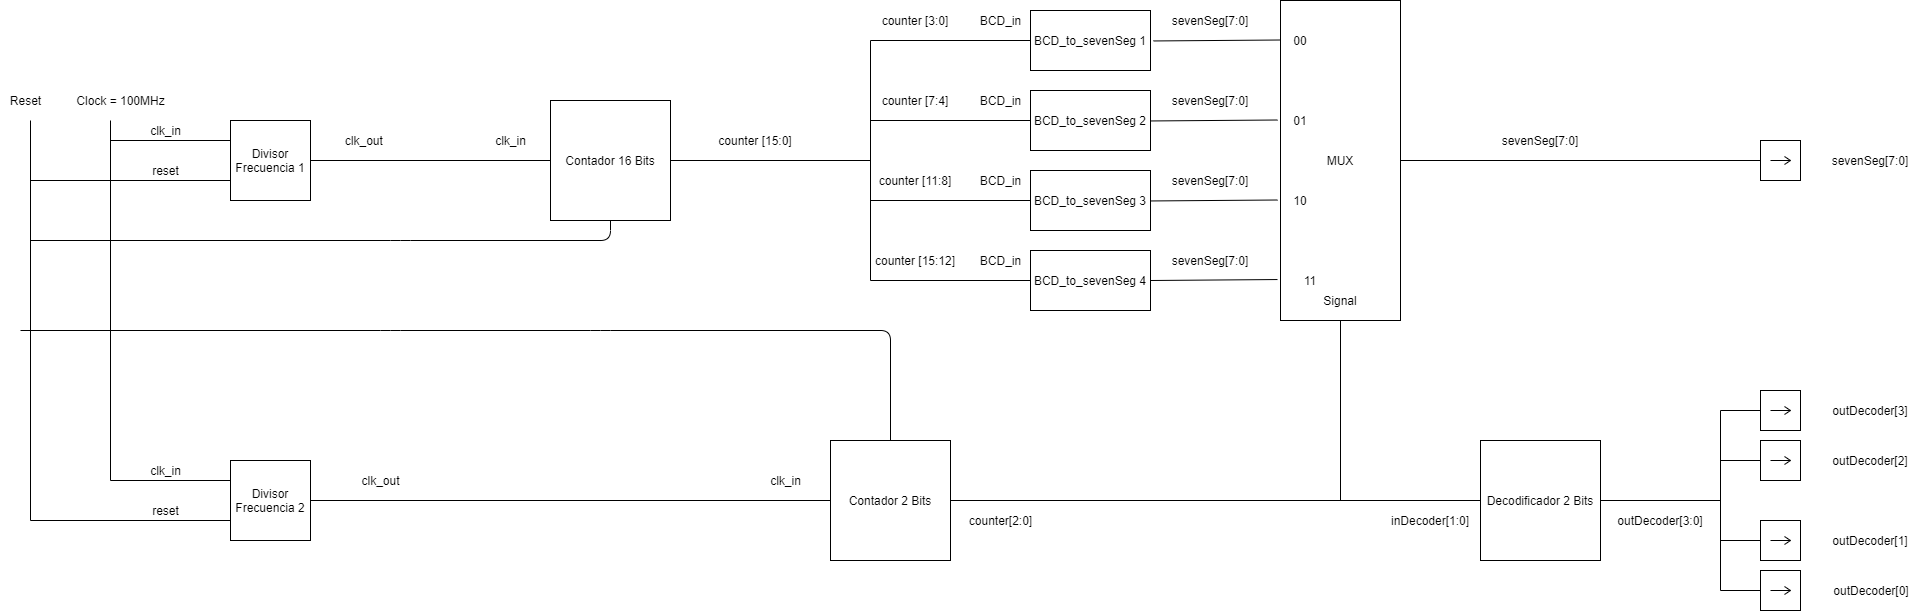 counter [3:0]
BCD_in
BCD_to_sevenSeg 1
sevenSeg[7:0]
00
Reset
Clock = 100MHz
clk_in
reset
Divisor
Frecuencia 1
clk_out
clk_in
Contador 16 Bits
counter [15:0]
counter [7:4]
BCD_in
BCD_to_sevenSeg 2
sevenSeg[7:0]
01
MUX
sevenSeg[7:0]
sevenSeg[7:0]
counter [11:8]
BCD_in
BCD_to_sevenSeg 3
sevenSeg[7:0]
10
counter [15:12]
BCD_in
BCD_to_sevenSeg 4
sevenSeg[7:0]
11
Signal
clk_in
reset
Divisor
Frecuencia 2
clk_out
clk_in
Contador 2 Bits
counter[2:0]
inDecoder[1:0]
Decodificador 2 Bits
outDecoder[3:0]
outDecoder[3]
outDecoder[2]
outDecoder[1]
outDecoder[0]